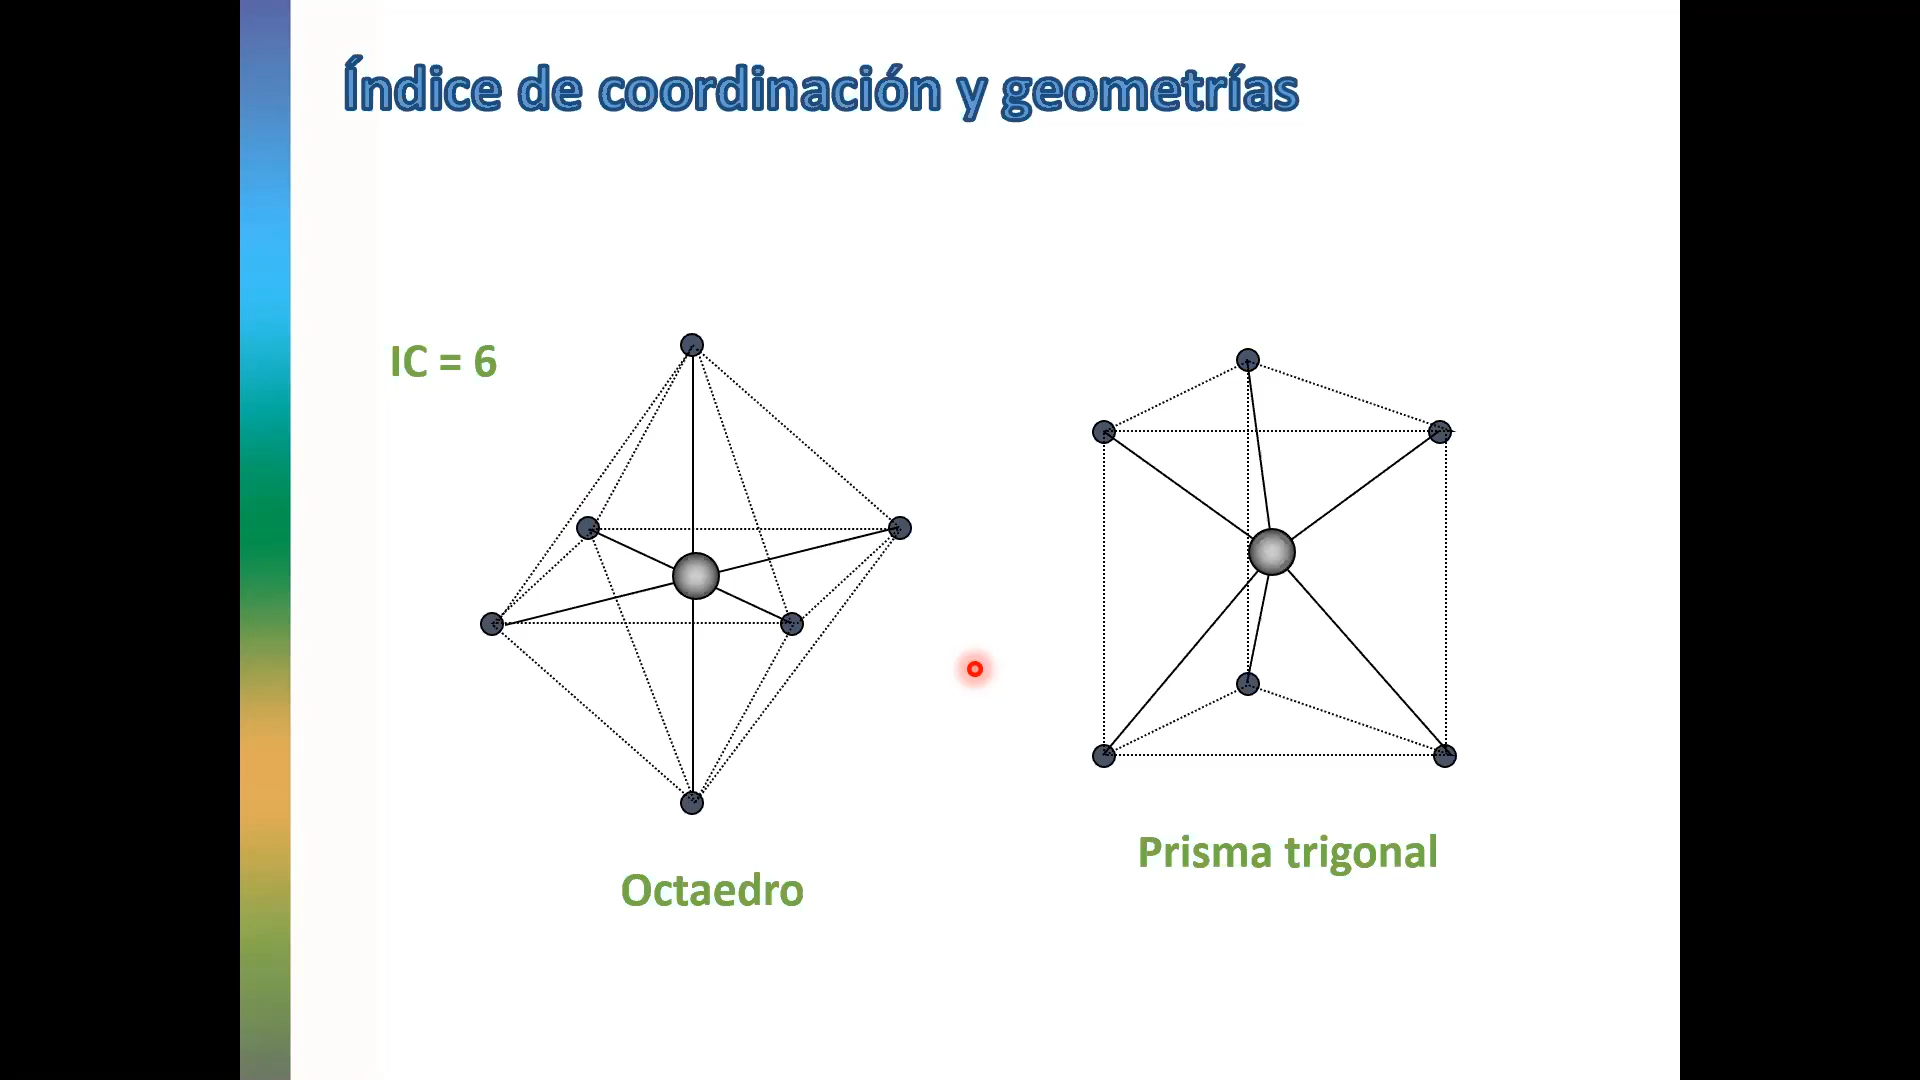 Índice de coordinación y geometrías
IC = 6
Prisma trigonal
Octaedro